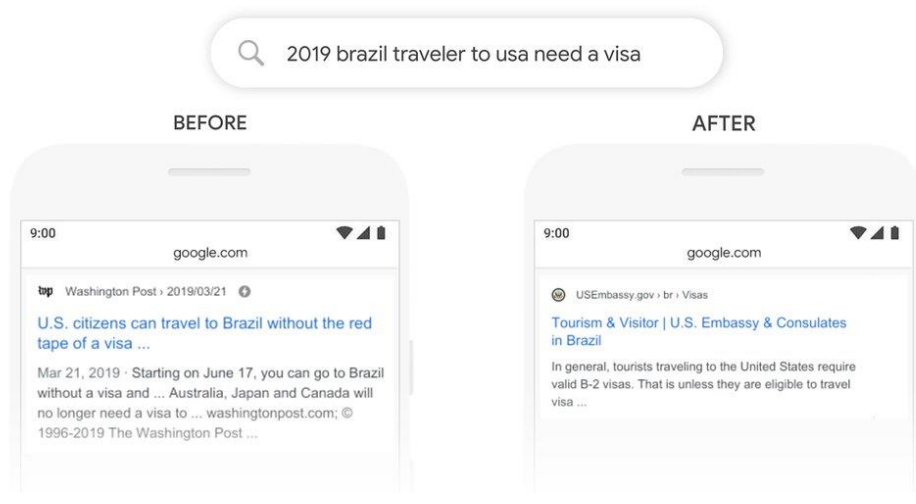 2019 brazil traveler to usa need a visa
BEFORE
9:00
google.com
Washington Post › 2019/03/21
U.S. citizens can travel to Brazil without the red
tape of a visa ...
Mar 21, 2019 · Starting on June 17, you can go to Brazil
without a visa and ... Australia, Japan and Canada will
no longer need a visa to ... washingtonpost.com; ©
1996-2019 The Washington Post ...
AFTER
9:00
google.com
USEmbassy.gov › br › Visas
Tourism & Visitor | U.S. Embassy & Consulates
in Brazil
In general, tourists traveling to the United States require
valid B-2 visas. That is unless they are eligible to travel
visa ...